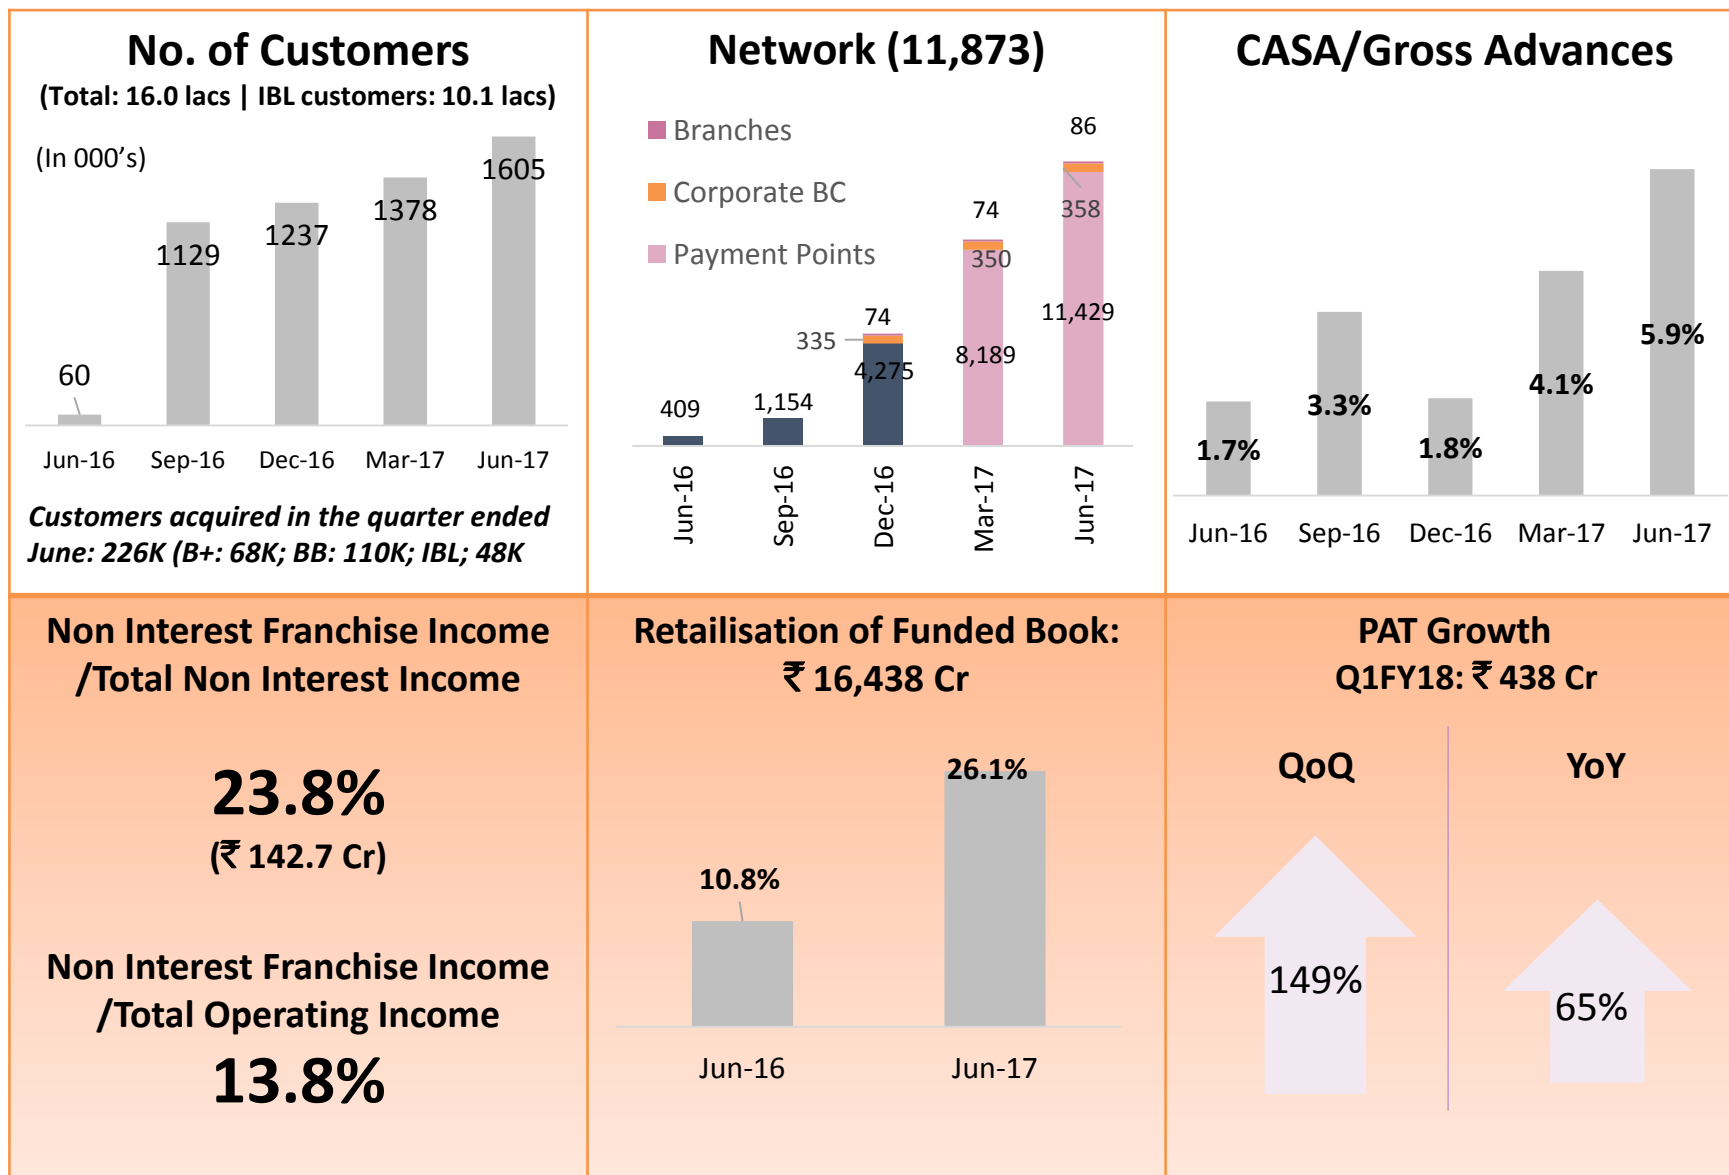 No. of Customers
(Total: 16.0 lacs | IBL customers: 10.1 lacs)
(In 000’s)
60
1129
1237
1378
1605
Jun-16
Sep-16
Dec-16
Mar-17
Jun-17
Customers acquired in the quarter ended
June: 226K (B+: 68K; BB: 110K; IBL; 48K
Network (11,873)
Branches
Corporate BC
Payment Points
409
1,154
74
335
4,275
74
350
8,189
86
358
11,429
Jun-16
Sep-16
Dec-16
Mar-17
Jun-17
CASA/Gross Advances
1.7%
3.3%
1.8%
4.1%
5.9%
Jun-16
Sep-16
Dec-16
Mar-17
Jun-17
Non Interest Franchise Income
/Total Non Interest Income
23.8%
(₹ 142.7 Cr)
Non Interest Franchise Income
/Total Operating Income
13.8%
Retailisation of Funded Book:
₹ 16,438 Cr
10.8%
26.1%
Jun-16
Jun-17
PAT Growth
Q1FY18: ₹ 438 Cr
QoQ
YoY
149%
65%